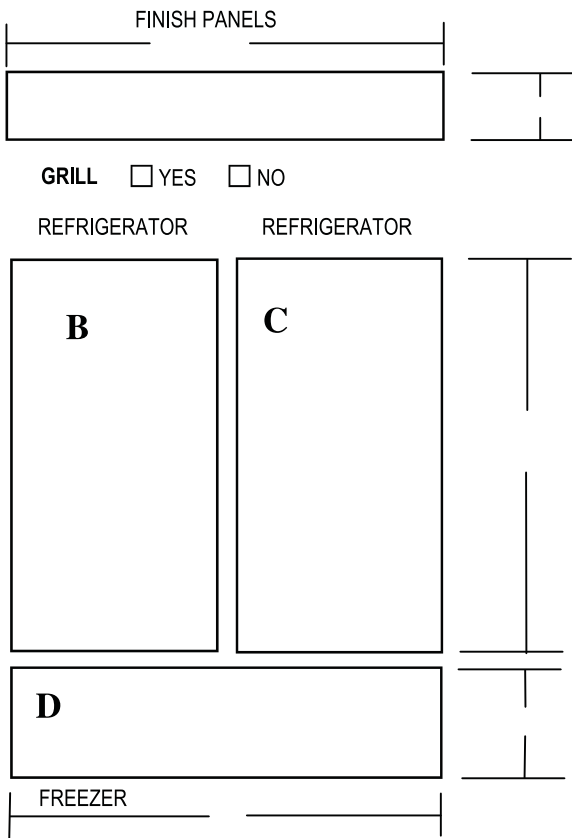 FINISH PANELS
GRILL YES NO
REFRIGERATOR REFRIGERATOR
B C
D
FREEZER